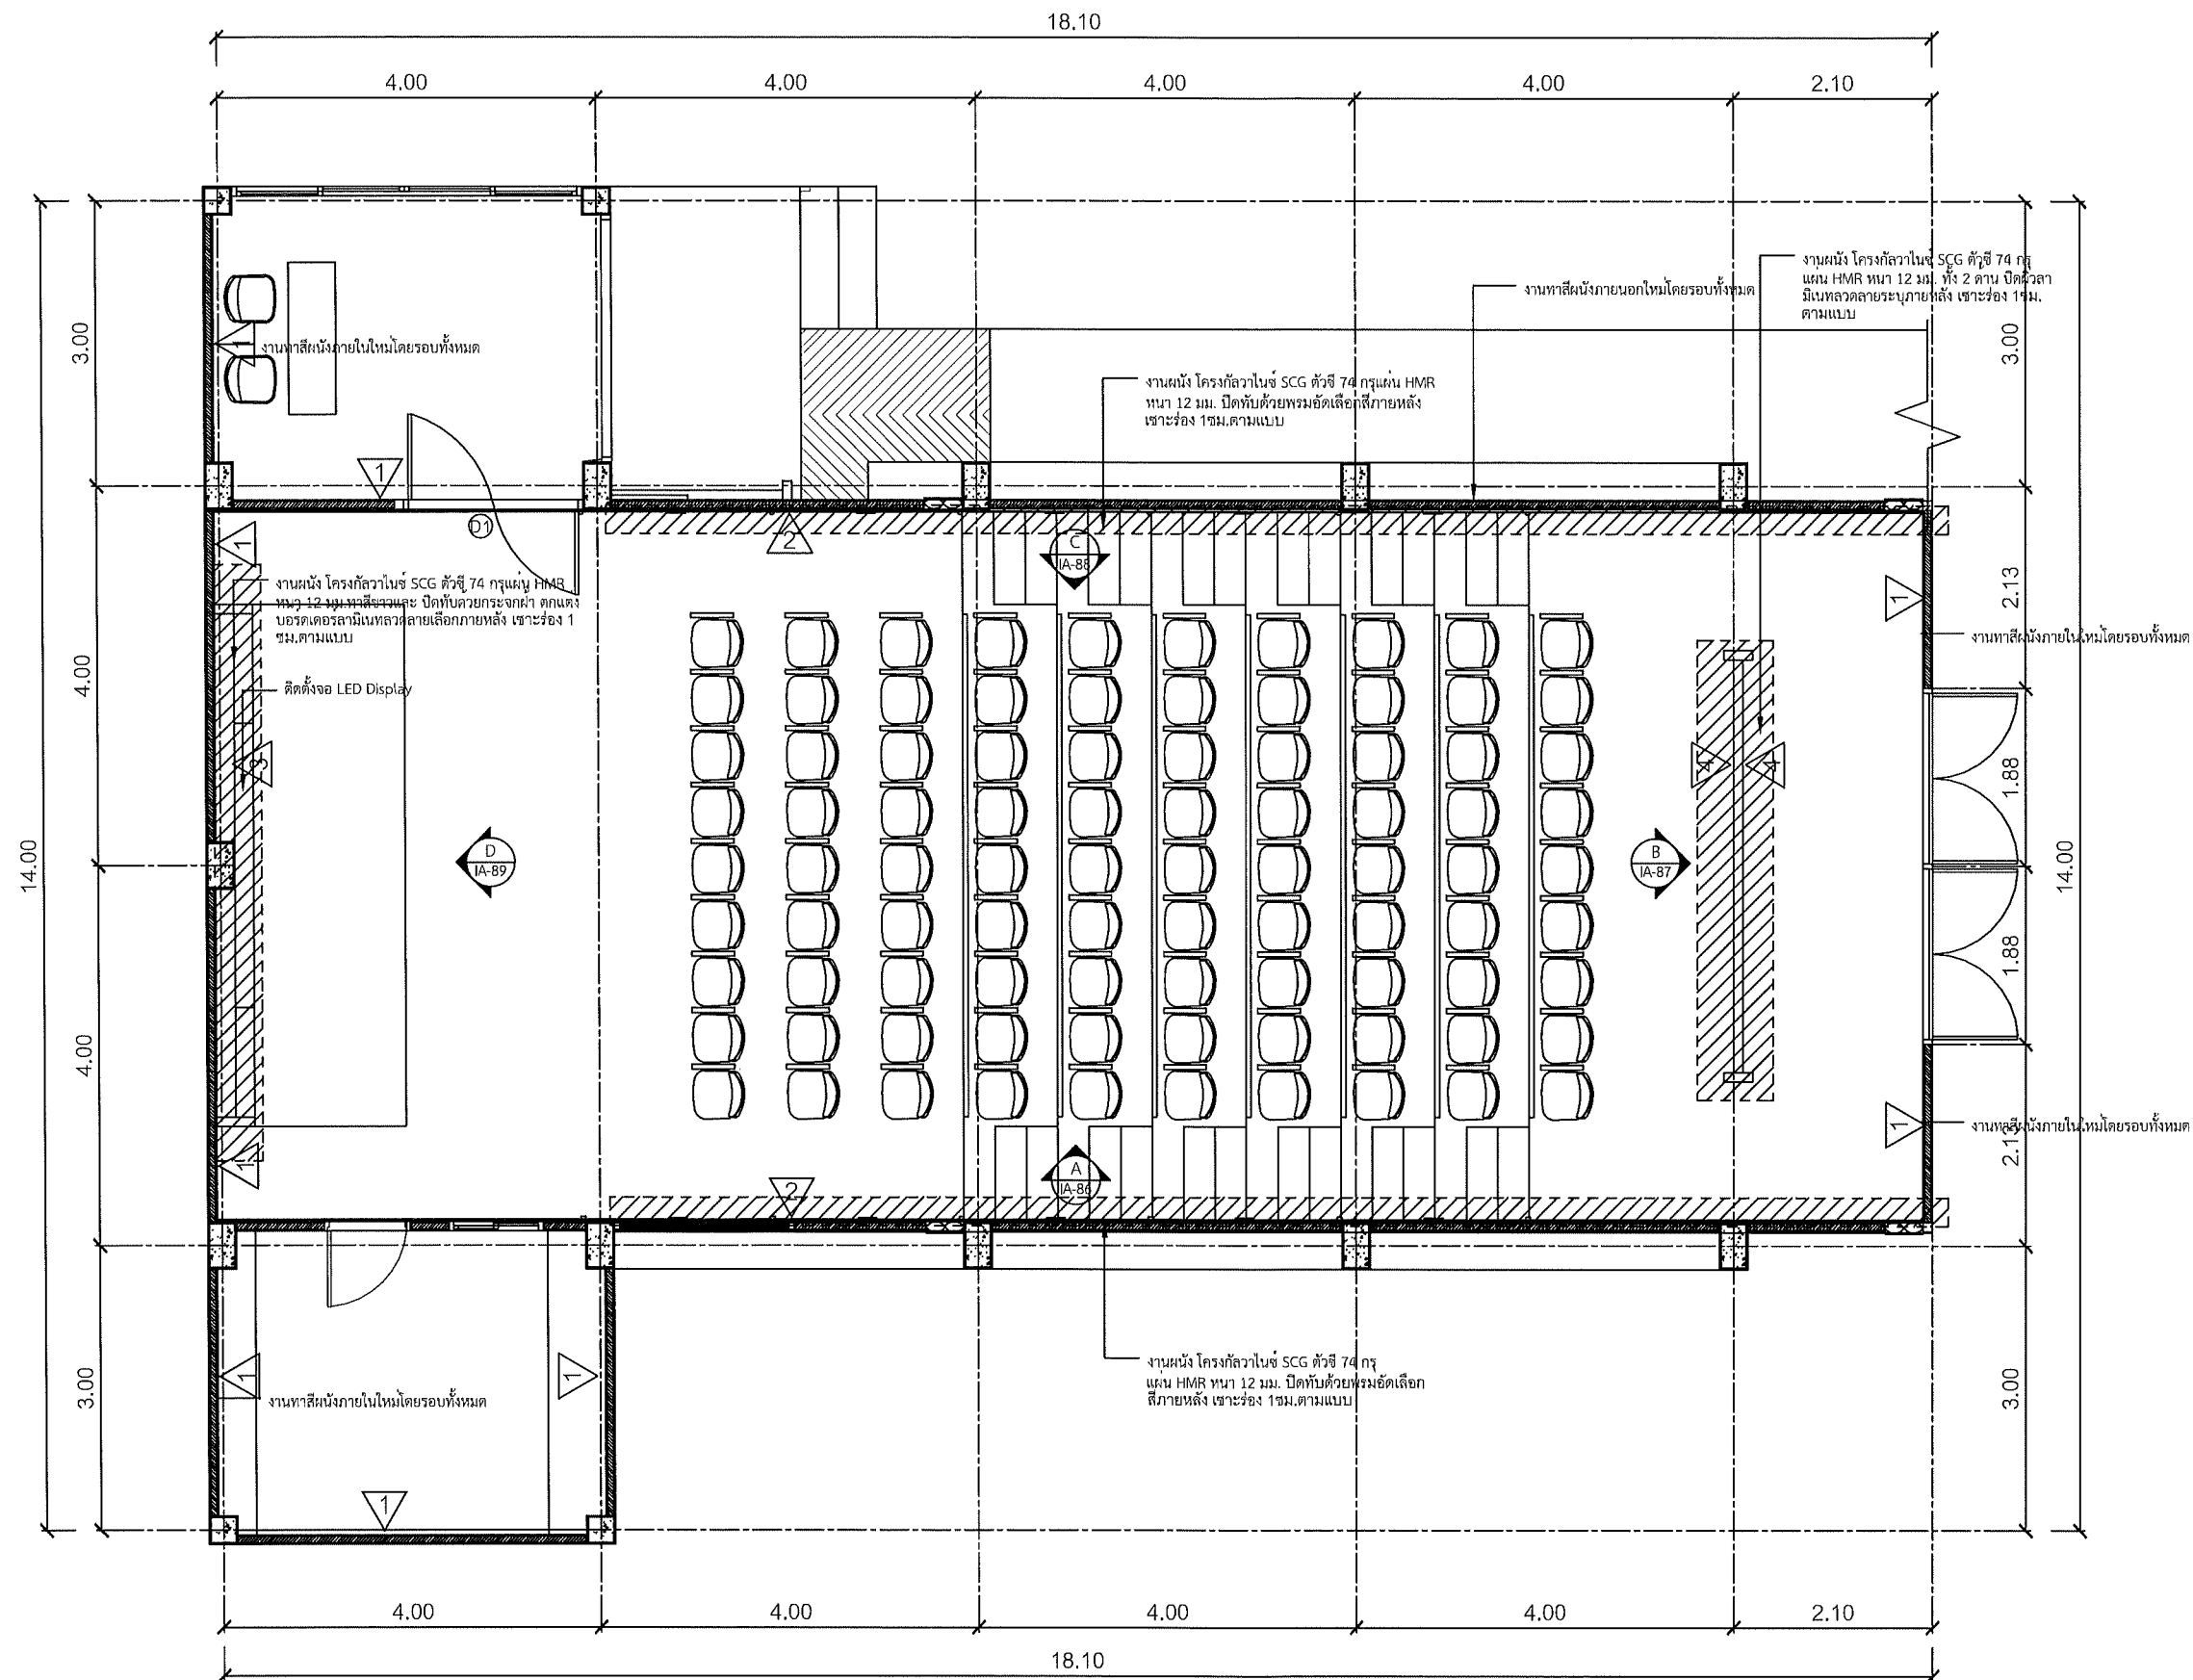 18.10
4.00 4.00 4.00 4.00 2.10
งานผนัง โครงกัลวาไนซ์ SCG ตัวซี 74 กรุ
แผ่น HMR หนา 12 มม. ทั้ง 2 ด้าน ปิดผิวลา
มิเนทลวดลายระบุภายหลัง เซาะร่อง 1ซม.
ตามแบบ
งานทาสีผนังภายนอกใหม่โดยรอบทั้งหมด
3.00
3.00
1
งานทาสีผนังภายในใหม่โดยรอบทั้งหมด
งานผนัง โครงกัลวาไนซ์ SCG ตัวซี 74 กรุแผ่น HMR
หนา 12 มม. ปิดทับด้วยพรมอัดเลือกสีภายหลัง
เซาะร่อง 1ซม.ตามแบบ
1
D1
1
2
C
IA-88
งานผนัง โครงกัลวาไนซ์ SCG ตัวซี 74 กรุแผ่น HMR
หนา 12 มม.ทาสีขาวและ ปิดทับด้วยกระจกฝ้า ตกแต่ง
บอร์ดเดอรลามิเนทลวดลายเลือกภายหลัง เซาะร่อง 1
ซม.ตามแบบ
2.13
1
งานทาสีผนังภายในใหม่โดยรอบทั้งหมด
4.00
ติดตั้งจอ LED Display
3
4
4
1.88
14.00
D
IA-89
B
IA-87
14.00
1.88
4.00
1
2
A
IA-86
1
งานทาสีผนังภายในใหม่โดยรอบทั้งหมด
2.13
งานผนัง โครงกัลวาไนซ์ SCG ตัวซี 74 กรุ
แผ่น HMR หนา 12 มม. ปิดทับด้วยพรมอัดเลือก
สีภายหลัง เซาะร่อง 1ซม.ตามแบบ
3.00
1
1
งานทาสีผนังภายในใหม่โดยรอบทั้งหมด
3.00
1
4.00 4.00 4.00 4.00 2.10
18.10